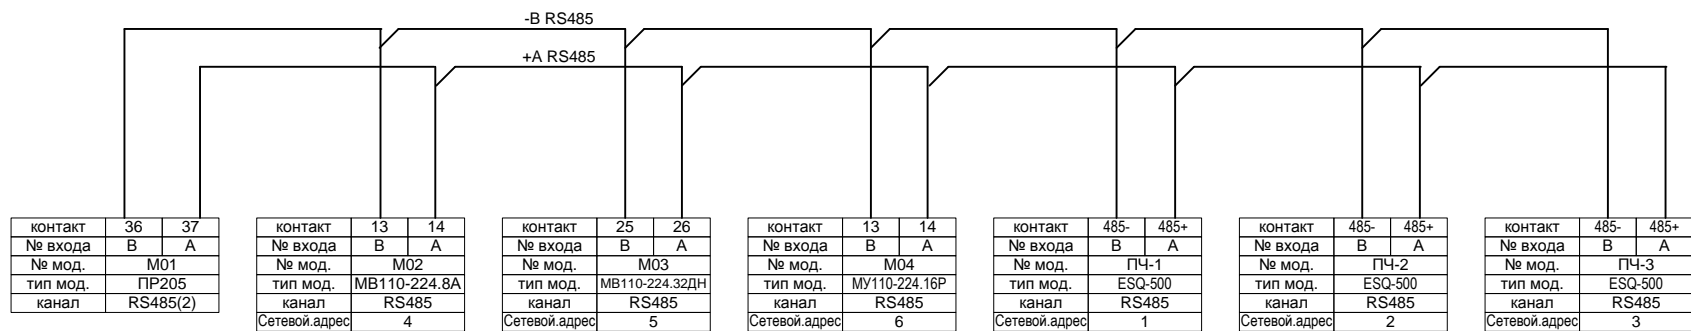 -B RS485
+A RS485
контакт 36 37
№ входа B A
№ мод. M01
тип мод. ПР205
канал RS485(2)
контакт 13 14
№ входа B A
№ мод. M02
тип мод. МВ110-224.8А
канал RS485
Сетевой.адрес 4
контакт 25 26
№ входа B A
№ мод. M03
тип мод. МВ110-224.32ДН
канал RS485
Сетевой.адрес 5
контакт 13 14
№ входа B A
№ мод. M04
тип мод. МУ110-224.16Р
канал RS485
Сетевой.адрес 6
контакт 485- 485+
№ входа B A
№ мод. ПЧ-1
тип мод. ESQ-500
канал RS485
Сетевой.адрес 1
контакт 485- 485+
№ входа B A
№ мод. ПЧ-2
тип мод. ESQ-500
канал RS485
Сетевой.адрес 2
контакт 485- 485+
№ входа B A
№ мод. ПЧ-3
тип мод. ESQ-500
канал RS485
Сетевой.адрес 3